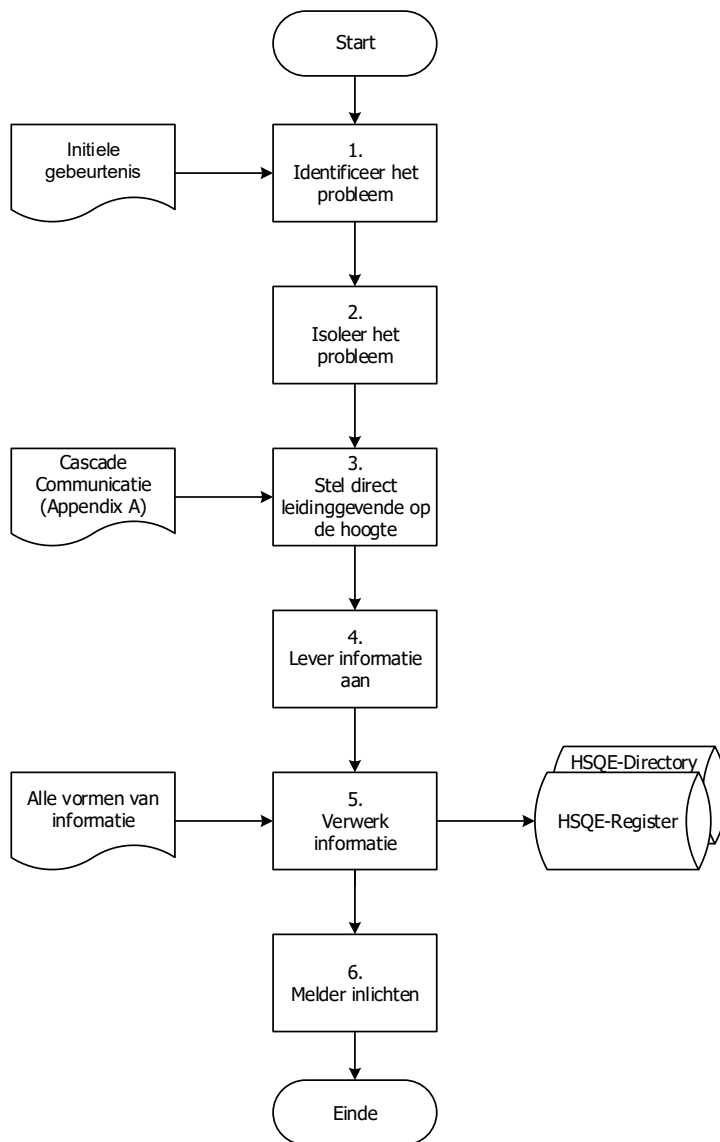 Start
Initiele
gebeurtenis
1.
Identificeer het
probleem
2.
Isoleer het
probleem
Cascade
Communicatie
(Appendix A)
3.
Stel direct
leidinggevende op
de hoogte
4.
Lever informatie
aan
Alle vormen van
informatie
5.
Verwerk
informatie
HSQE-Directory
HSQE-Register
6.
Melder inlichten
Einde